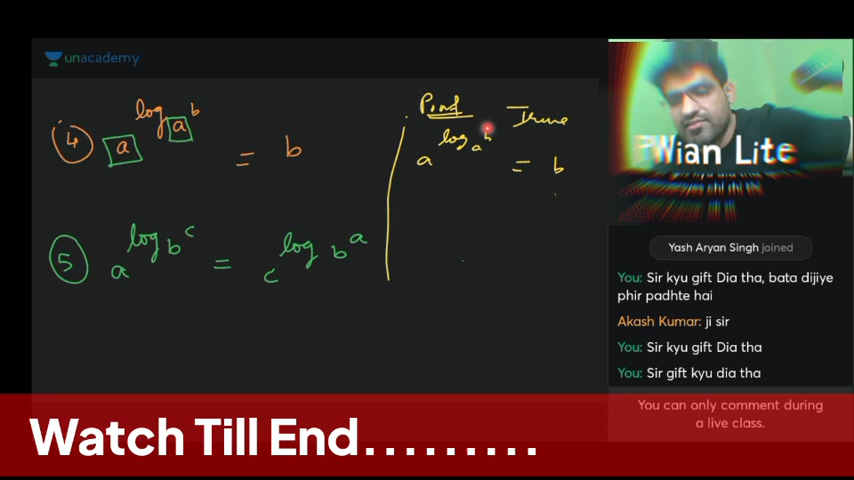 unacademy
4 a^log_a b = b
Proof True
a^log_a b = b
5 a^log_b c = c^log_b a
Wian Lite
Yash Aryan Singh joined
You: Sir kyu gift Dia tha, bata dijiye
phir padhte hai
Akash Kumar: ji sir
You: Sir kyu gift Dia tha
You: Sir gift kyu dia tha
You can only comment during
a live class.
Watch Till End.........